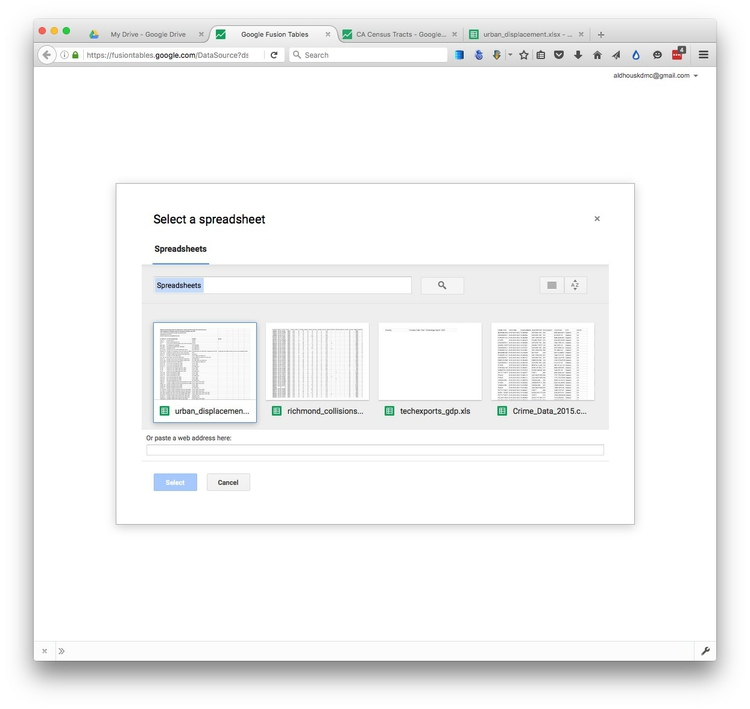 My Drive - Google Drive
Google Fusion Tables
CA Census Tracts - Google...
urban_displacement.xlsx - ...
https://fusiontables.google.com/DataSource?ds
Search
4
aldhouskdmc@gmail.com
Select a spreadsheet
Spreadsheets
Spreadsheets
AZ
urban_displacemen...
richmond_collisions...
techexports_gdp.xls
Crime_Data_2015.c...
Or paste a web address here:
Select
Cancel